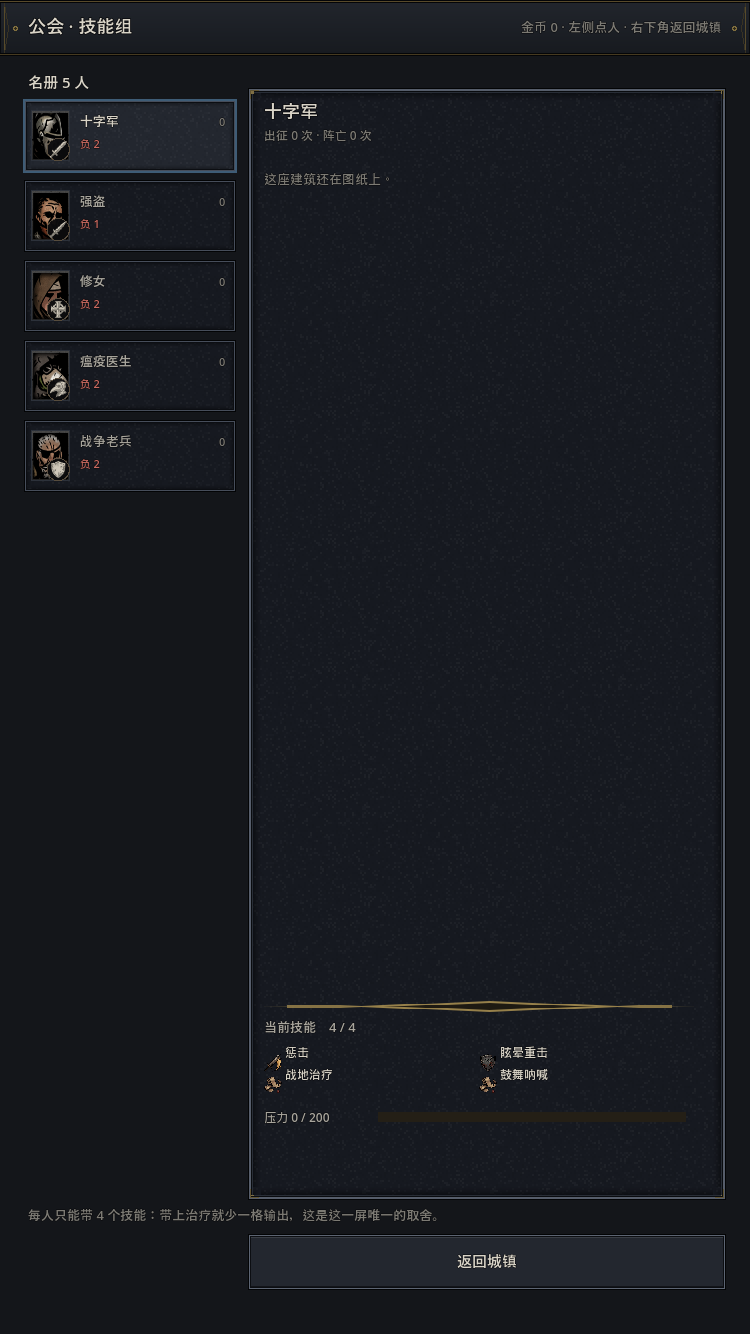 公会 · 技能组
金币 0 · 左侧点人 · 右下角返回城镇
名册 5 人
十字军 0
负 2
强盗 0
负 1
修女 0
负 2
瘟疫医生 0
负 2
战争老兵 0
负 2
十字军
出征 0 次 · 阵亡 0 次
这座建筑还在图纸上。
当前技能 4 / 4
惩击 眩晕重击
战地治疗 鼓舞呐喊
压力 0 / 200
每人只能带 4 个技能：带上治疗就少一格输出，这是这一屏唯一的取舍。
返回城镇